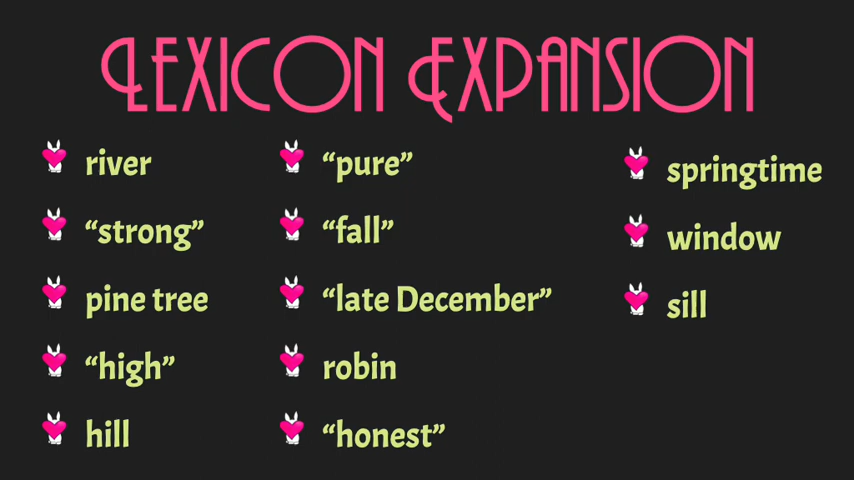 Lexicon Expansion
river
“strong”
pine tree
“high”
hill
“pure”
“fall”
“late December”
robin
“honest”
springtime
window
sill